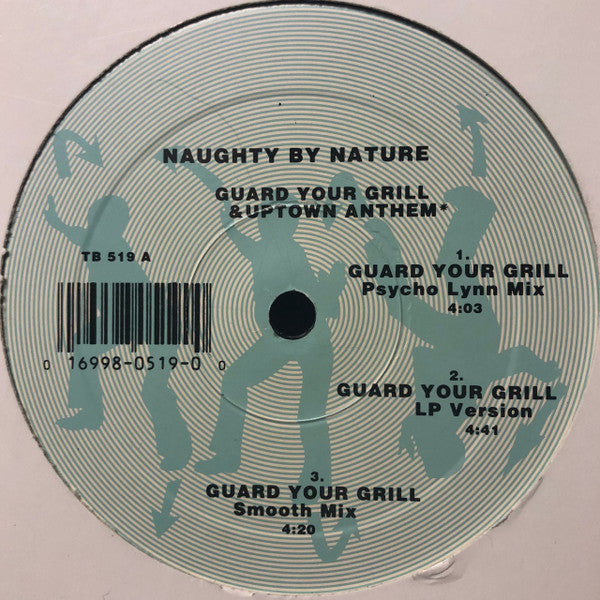 NAUGHTY BY NATURE
GUARD YOUR GRILL
&UPTOWN ANTHEM*
TB 519 A
0 16998-0519-0 0
1.
GUARD YOUR GRILL
Psycho Lynn Mix
4:03
2.
GUARD YOUR GRILL
LP Version
4:41
3.
GUARD YOUR GRILL
Smooth Mix
4:20